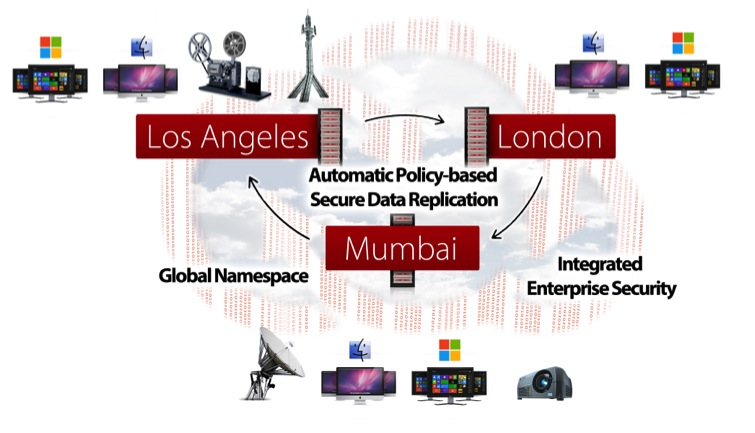 Los Angeles
London
Automatic Policy-based
Secure Data Replication
Mumbai
Global Namespace
Integrated
Enterprise Security